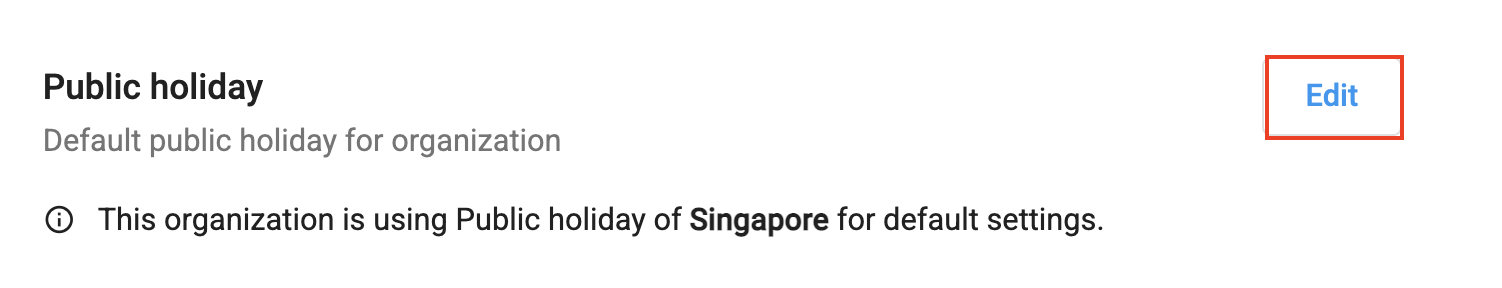 Public holiday
Edit
Default public holiday for organization
This organization is using Public holiday of Singapore for default settings.